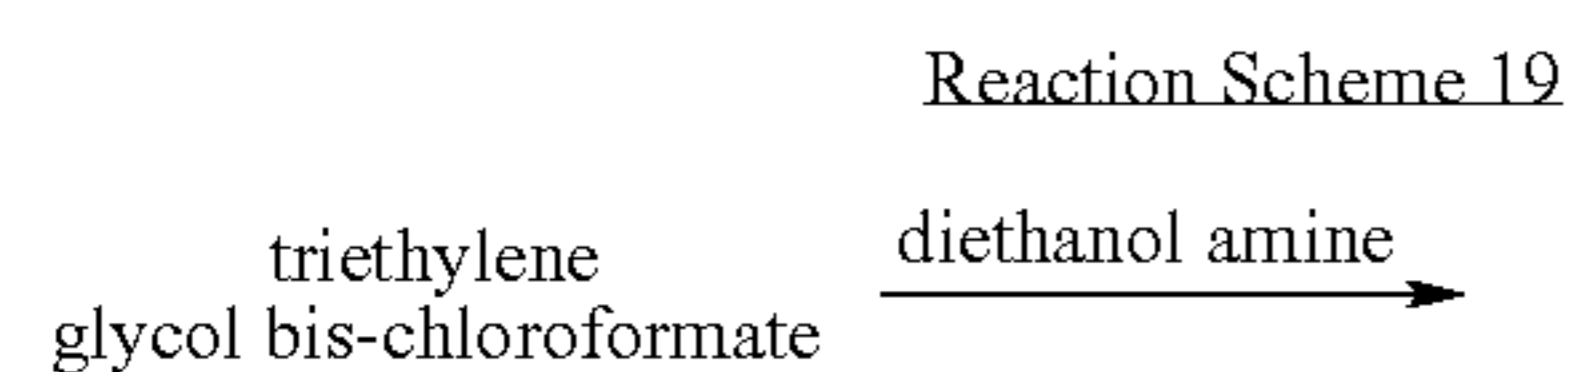 Reaction Scheme 19
diethanol amine
triethylene
glycol bis-chloroformate